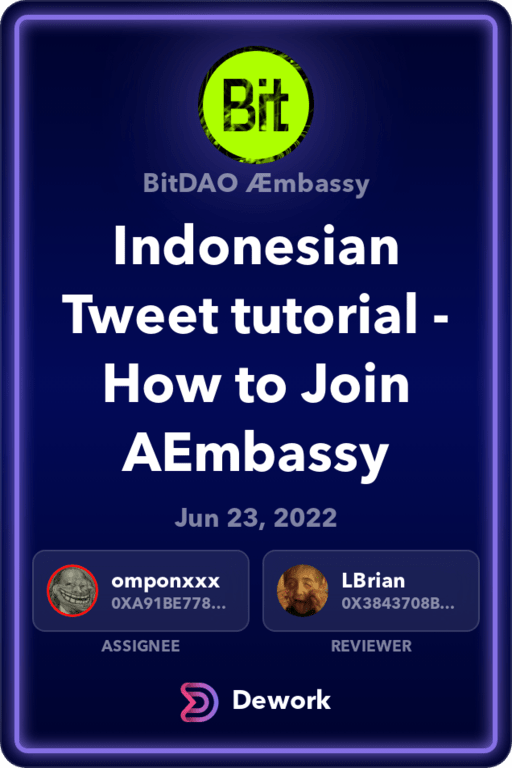 Bit
BitDAO Æmbassy
Indonesian
Tweet tutorial -
How to Join
AEmbassy
Jun 23, 2022
omponxxx
0XA91BE778...
LBrian
0X3843708B...
ASSIGNEE
REVIEWER
Dework